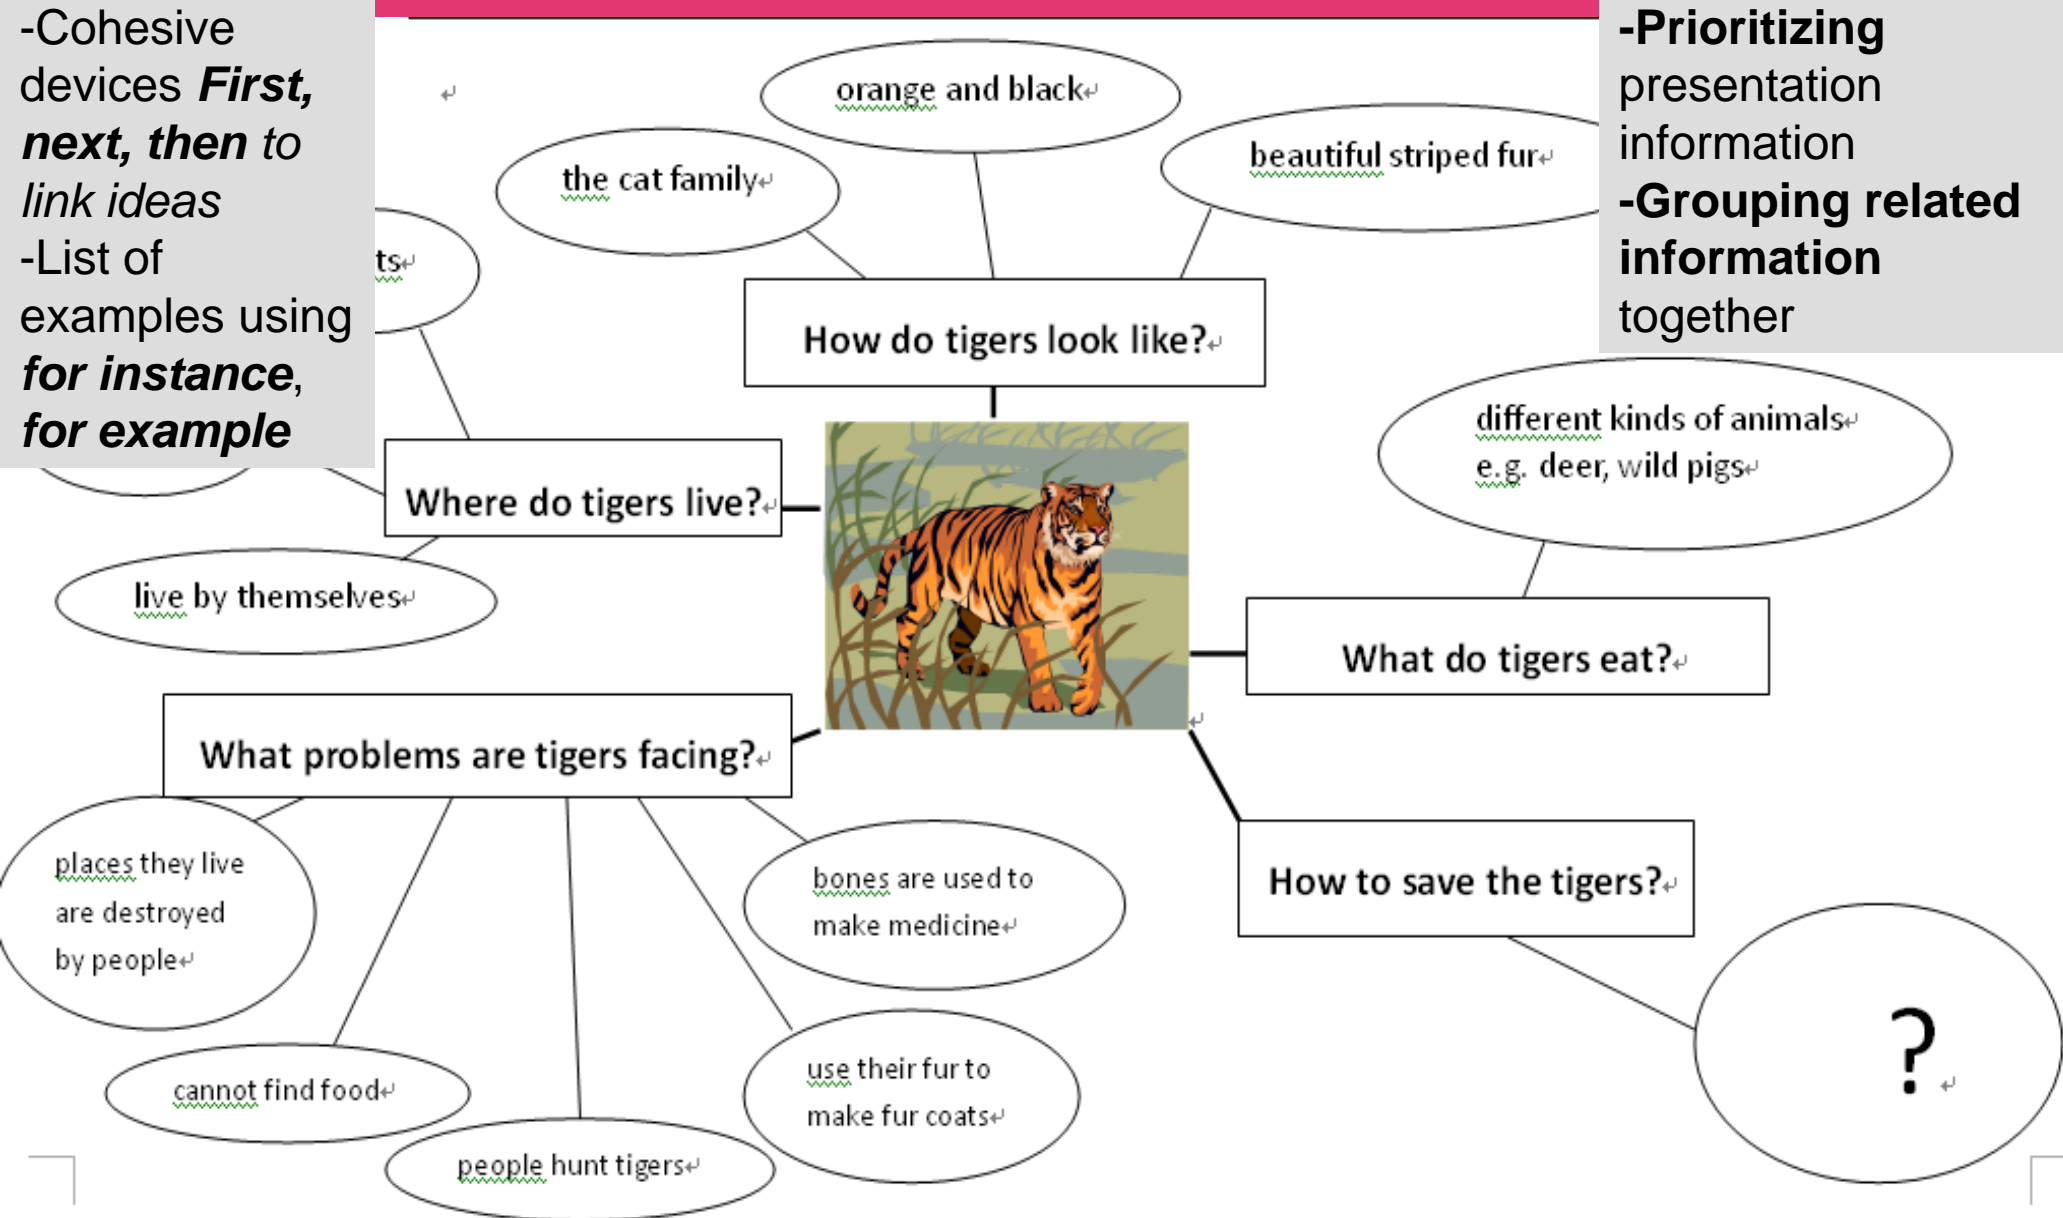 -Cohesive
devices First,
next, then to
link ideas
-List of
examples using
for instance,
for example
-Prioritizing
presentation
information
-Grouping related
information
together
orange and black
the cat family
beautiful striped fur
ts
How do tigers look like?
different kinds of animals
e.g. deer, wild pigs
Where do tigers live?
live by themselves
What do tigers eat?
What problems are tigers facing?
places they live
are destroyed
by people
bones are used to
make medicine
How to save the tigers?
cannot find food
use their fur to
make fur coats
people hunt tigers
?